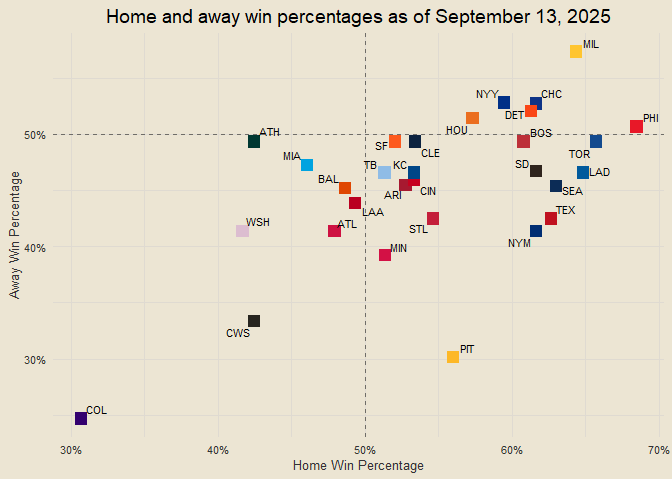 Home and away win percentages as of September 13, 2025
MIL
NYY
CHC
DET
PHI
HOU
BOS
50%
ATH
SF
CLE
TOR
MIA
TB
KC
SD
LAD
BAL
ARI
CIN
SEA
LAA
WSH
ATL
STL
TEX
NYM
40%
MIN
CWS
PIT
30%
COL
Away Win Percentage
30%
40%
50%
60%
70%
Home Win Percentage